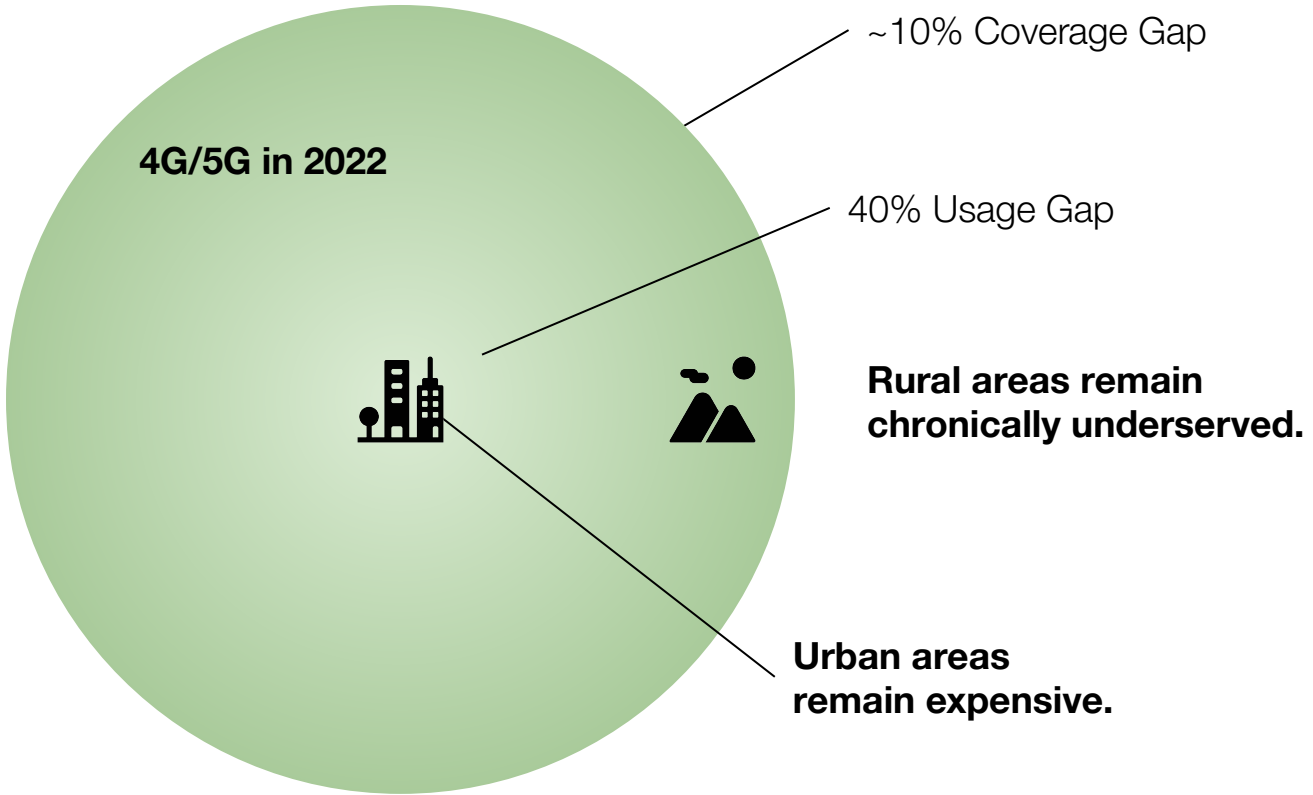 ~10% Coverage Gap
4G/5G in 2022
40% Usage Gap
Rural areas remain
chronically underserved.
Urban areas
remain expensive.